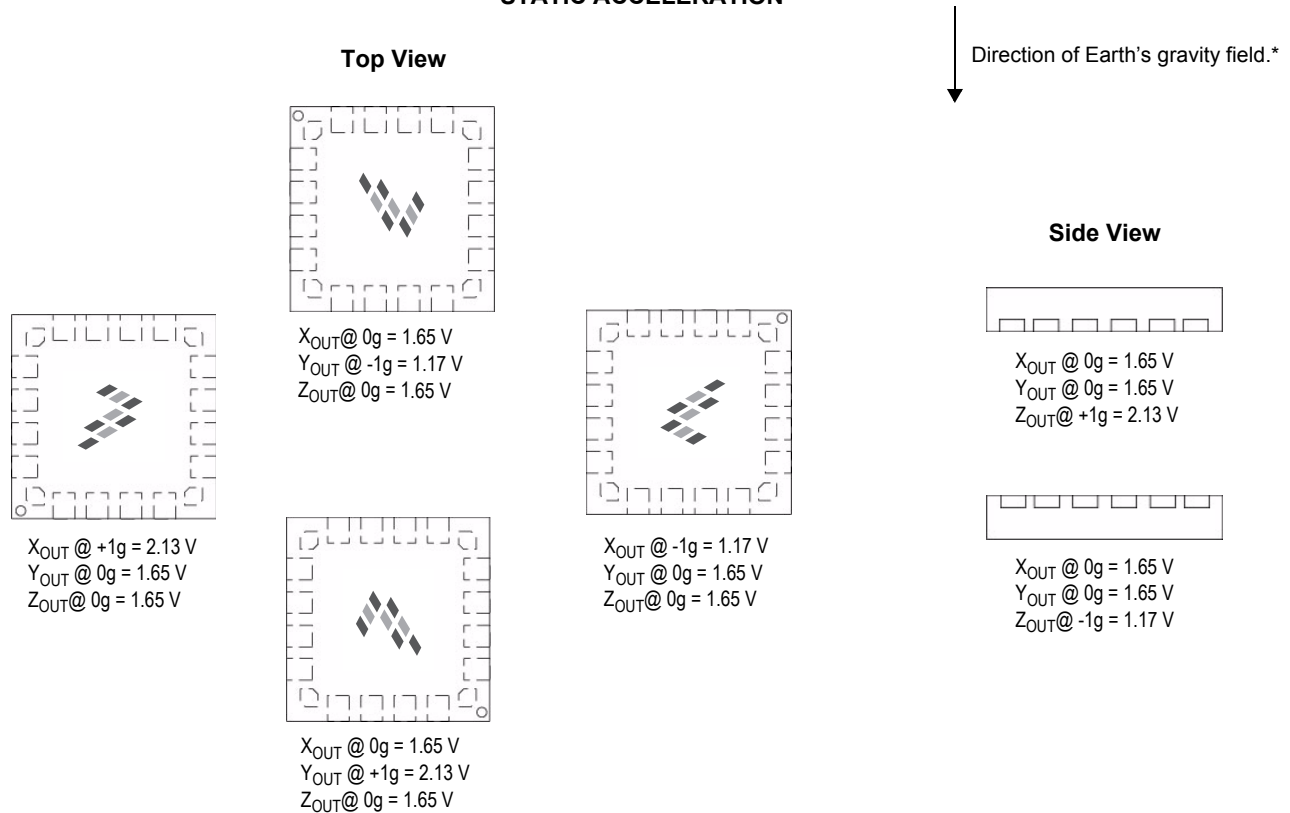 STATIC ACCELERATION
Direction of Earth's gravity field.*
Top View
XOUT@ 0g = 1.65 V
YOUT @ -1g = 1.17 V
ZOUT@ 0g = 1.65 V
XOUT @ +1g = 2.13 V
YOUT @ 0g = 1.65 V
ZOUT@ 0g = 1.65 V
XOUT @ -1g = 1.17 V
YOUT @ 0g = 1.65 V
ZOUT@ 0g = 1.65 V
XOUT @ 0g = 1.65 V
YOUT @ +1g = 2.13 V
ZOUT@ 0g = 1.65 V
Side View
XOUT @ 0g = 1.65 V
YOUT @ 0g = 1.65 V
ZOUT@ +1g = 2.13 V
XOUT @ 0g = 1.65 V
YOUT @ 0g = 1.65 V
ZOUT@ -1g = 1.17 V